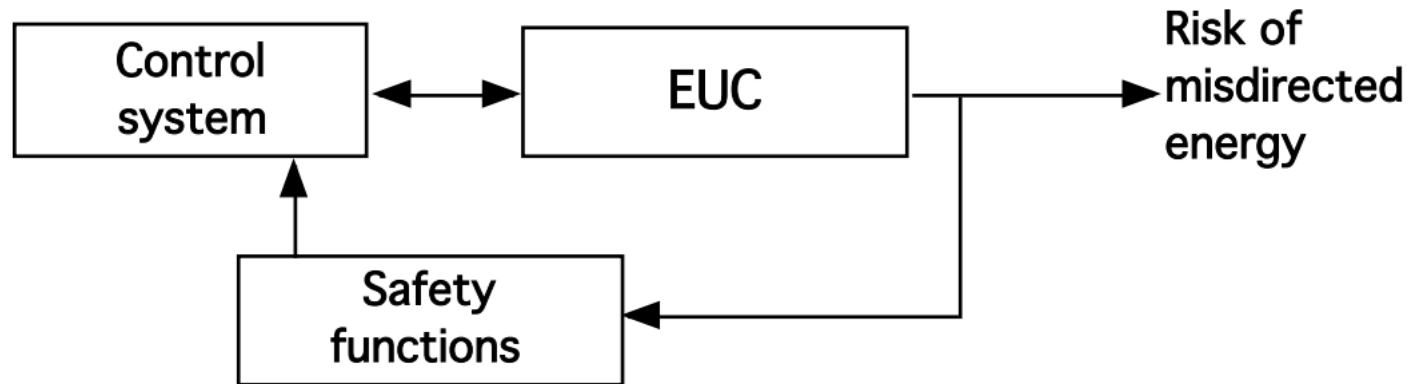 Control
system
EUC
Risk of
misdirected
energy
Safety
functions